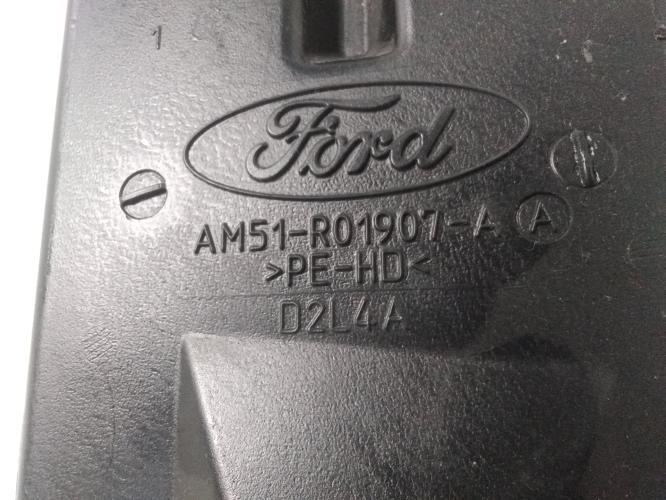 1
Ford
AM51-R01907-A A
>PE-HD<
D2L4A